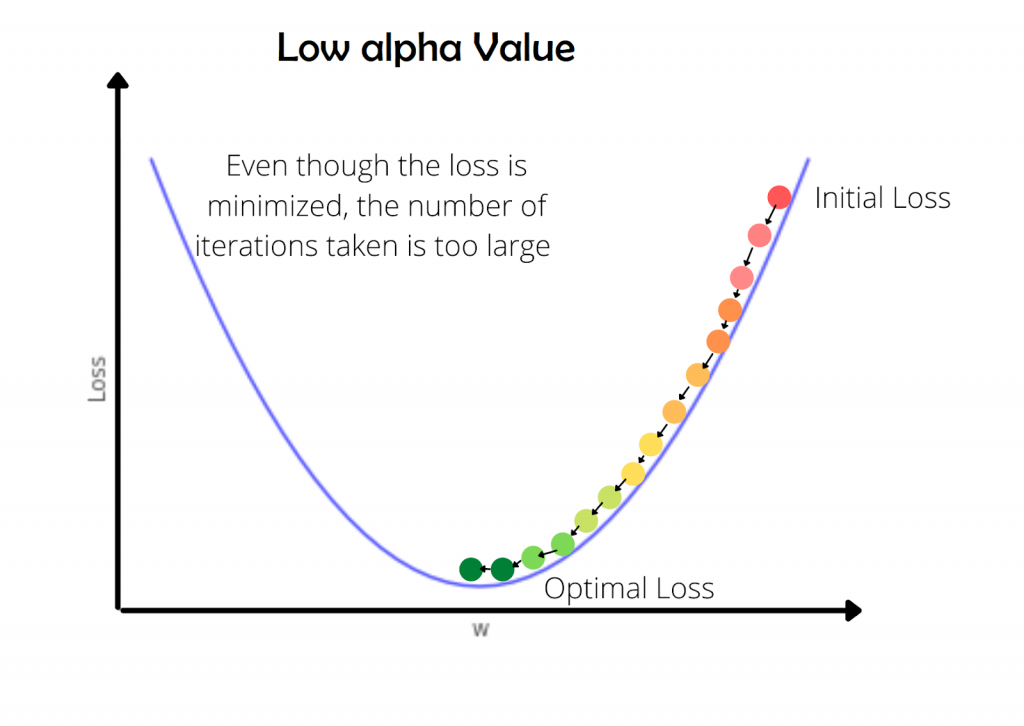 Low alpha Value
Even though the loss is
minimized, the number of
iterations taken is too large
Initial Loss
Loss
Optimal Loss
w